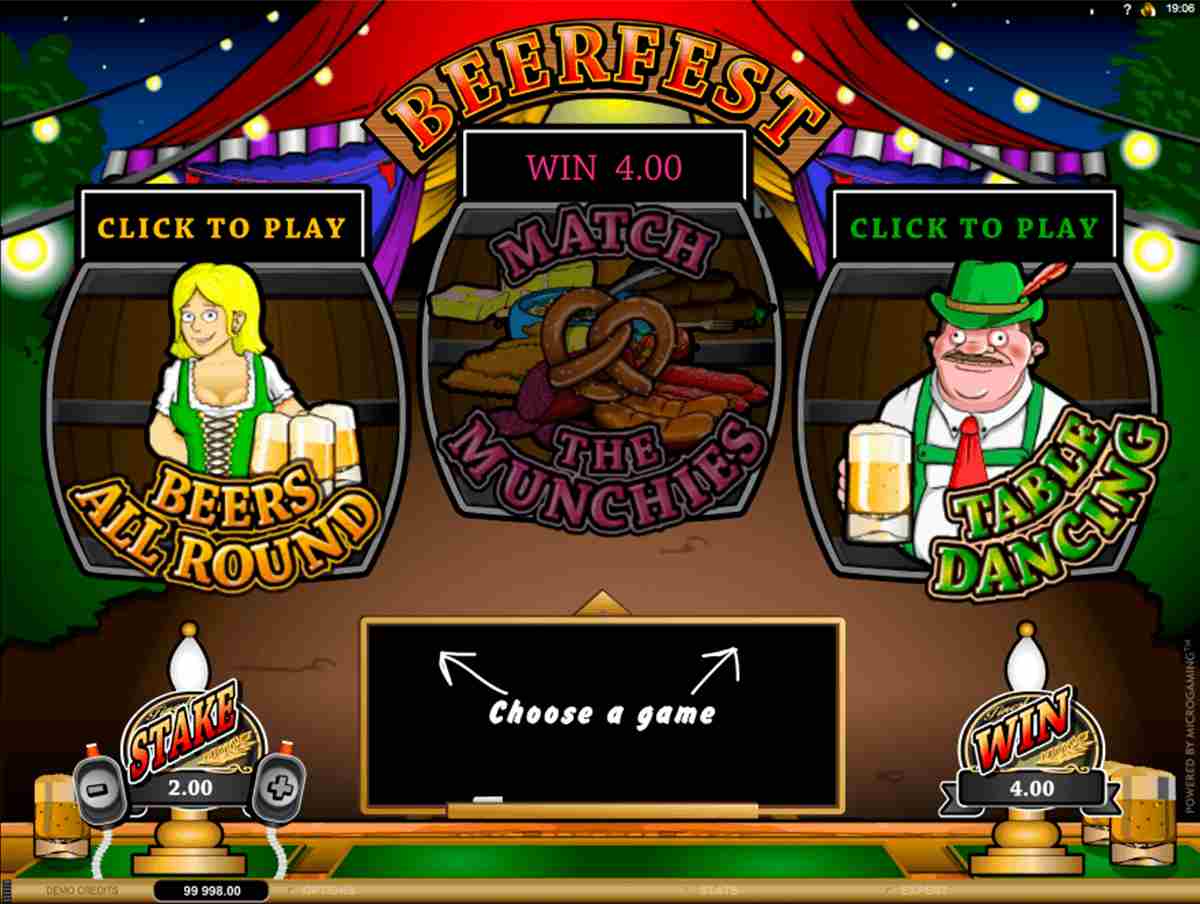 ? 19:06
BEERFEST
WIN 4.00
CLICK TO PLAY
CLICK TO PLAY
MATCH
THE
MUNCHIES
BEERS
ALL ROUND
TABLE
DANCING
Choose a game
STAKE
2.00
WIN
4.00
POWERED BY MICROGAMING™
DEMO CREDITS 99 998.00 OPTIONS STATS EXPERT